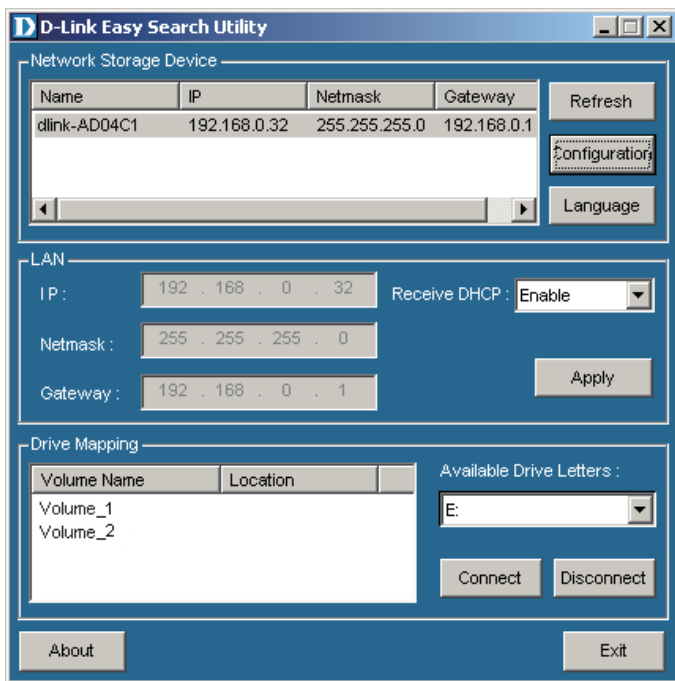 D-Link Easy Search Utility
Network Storage Device
Name IP Netmask Gateway
dlink-AD04C1 192.168.0.32 255.255.255.0 192.168.0.1
Refresh
Configuration
Language
LAN
IP : 192 . 168 . 0 . 32
Receive DHCP : Enable
Netmask : 255 . 255 . 255 . 0
Gateway : 192 . 168 . 0 . 1
Apply
Drive Mapping
Volume Name Location
Volume_1
Volume_2
Available Drive Letters :
E:
Connect Disconnect
About Exit